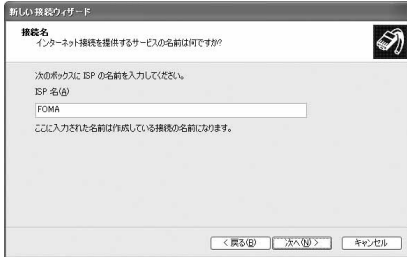 新しい接続ウィザード
接続名
インターネット接続を提供するサービスの名前は何ですか?
次のボックスに ISP の名前を入力してください。
ISP 名(A)
FOMA
ここに入力された名前は作成している接続の名前になります。
< 戻る(B) 次へ(N) > キャンセル